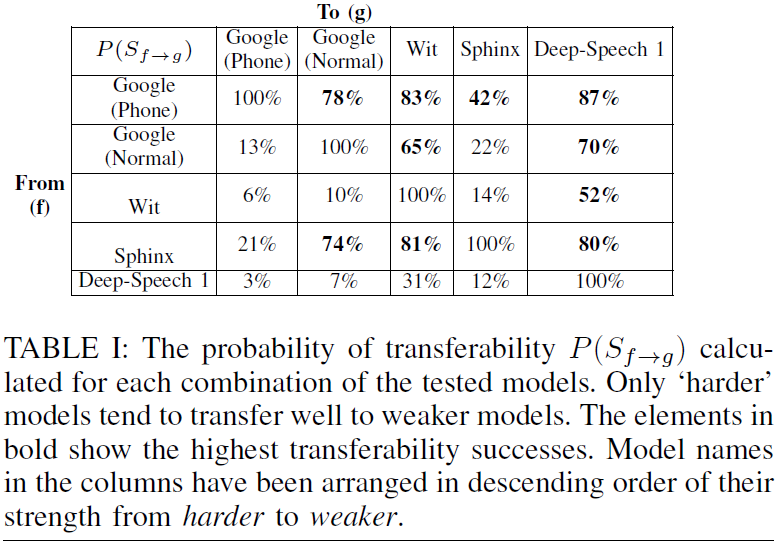 To (g)
P(S_{f→g}) Google (Phone) Google (Normal) Wit Sphinx Deep-Speech 1
From (f)
Google (Phone) 100% 78% 83% 42% 87%
Google (Normal) 13% 100% 65% 22% 70%
Wit 6% 10% 100% 14% 52%
Sphinx 21% 74% 81% 100% 80%
Deep-Speech 1 3% 7% 31% 12% 100%
TABLE I: The probability of transferability P(S_{f→g}) calcu-
lated for each combination of the tested models. Only ‘harder’
models tend to transfer well to weaker models. The elements in
bold show the highest transferability successes. Model names
in the columns have been arranged in descending order of their
strength from harder to weaker.